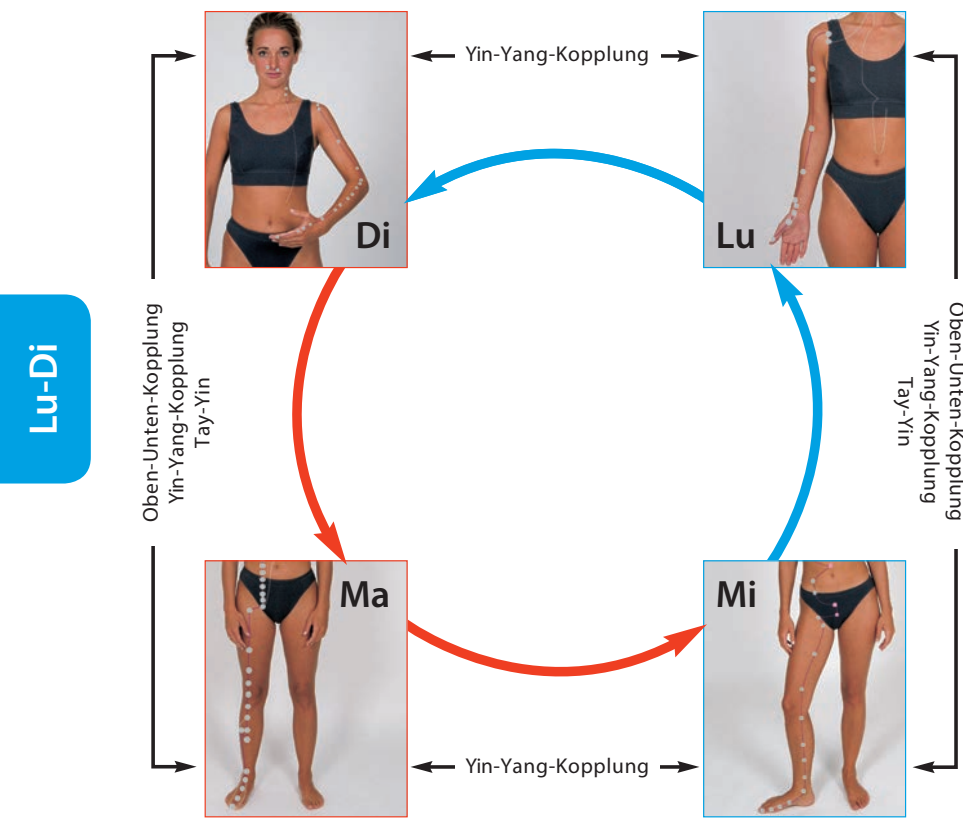 Yin-Yang-Kopplung
Di
Lu
Lu-Di
Oben-Unten-Kopplung
Yin-Yang-Kopplung
Tay-Yin
Oben-Unten-Kopplung
Yin-Yang-Kopplung
Tay-Yin
Ma
Mi
Yin-Yang-Kopplung